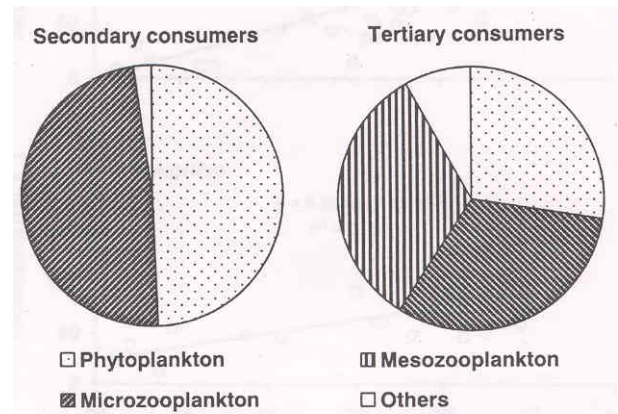 Secondary consumers
Tertiary consumers
Phytoplankton
Mesozooplankton
Microzooplankton
Others